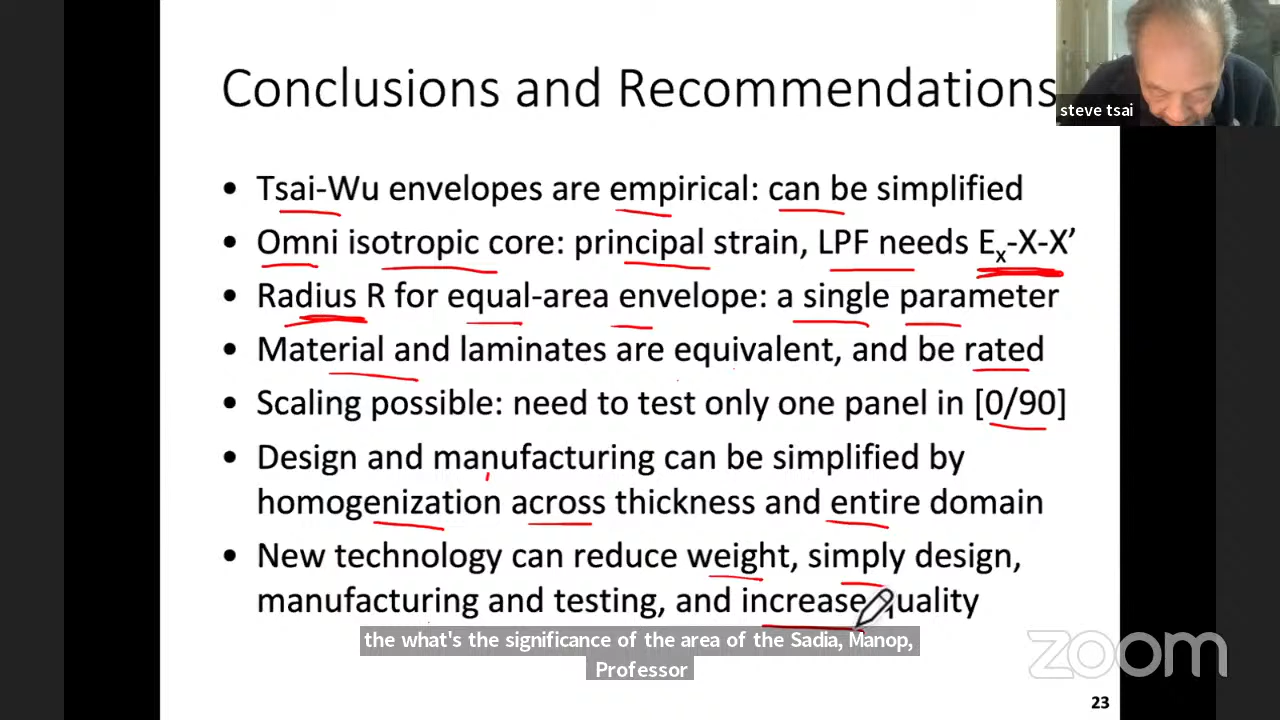 Conclusions and Recommendations
steve tsai
• Tsai-Wu envelopes are empirical: can be simplified
• Omni isotropic core: principal strain, LPF needs Ex-X-X’
• Radius R for equal-area envelope: a single parameter
• Material and laminates are equivalent, and be rated
• Scaling possible: need to test only one panel in [0/90]
• Design and manufacturing can be simplified by
homogenization across thickness and entire domain
• New technology can reduce weight, simply design,
manufacturing and testing, and increase quality
the what's the significance of the area of the Sadia, Manop,
Professor
zoom
23